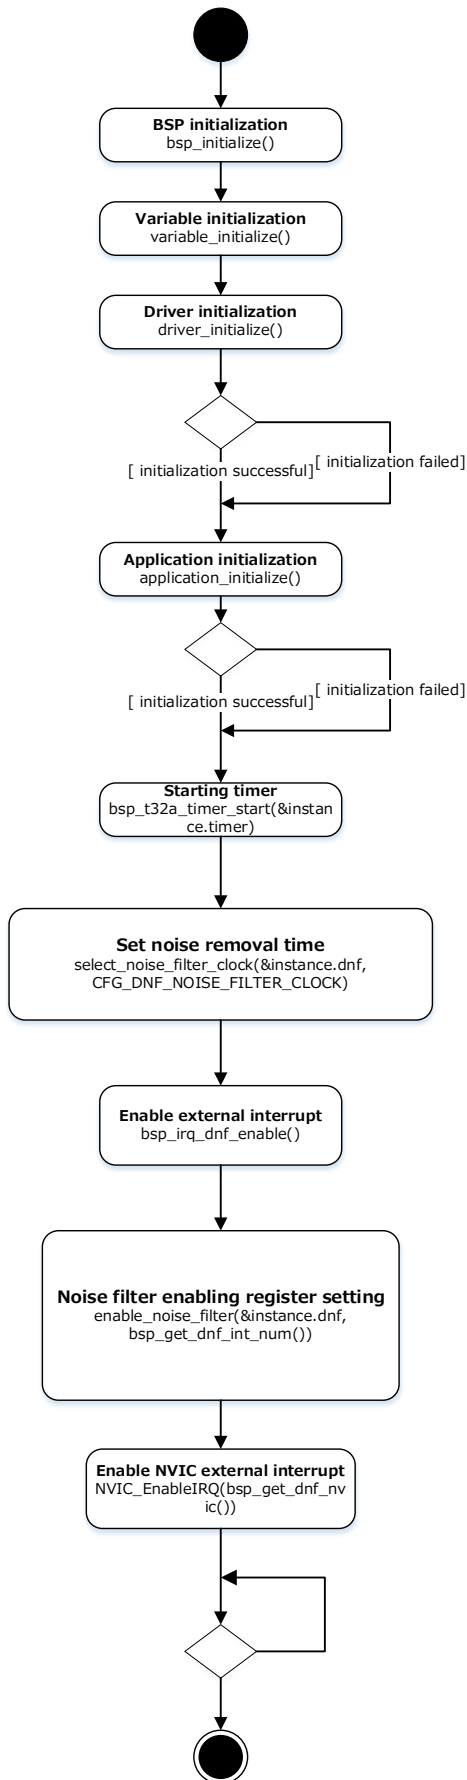 BSP initialization
bsp_initialize()
Variable initialization
variable_initialize()
Driver initialization
driver_initialize()
[ initialization successful]
[ initialization failed]
Application initialization
application_initialize()
[ initialization successful]
[ initialization failed]
Starting timer
bsp_t32a_timer_start(&instan
ce.timer)
Set noise removal time
select_noise_filter_clock(&instance.dnf,
CFG_DNF_NOISE_FILTER_CLOCK)
Enable external interrupt
bsp_irq_dnf_enable()
Noise filter enabling register setting
enable_noise_filter(&instance.dnf,
bsp_get_dnf_int_num())
Enable NVIC external interrupt
NVIC_EnableIRQ(bsp_get_dnf_nv
ic())